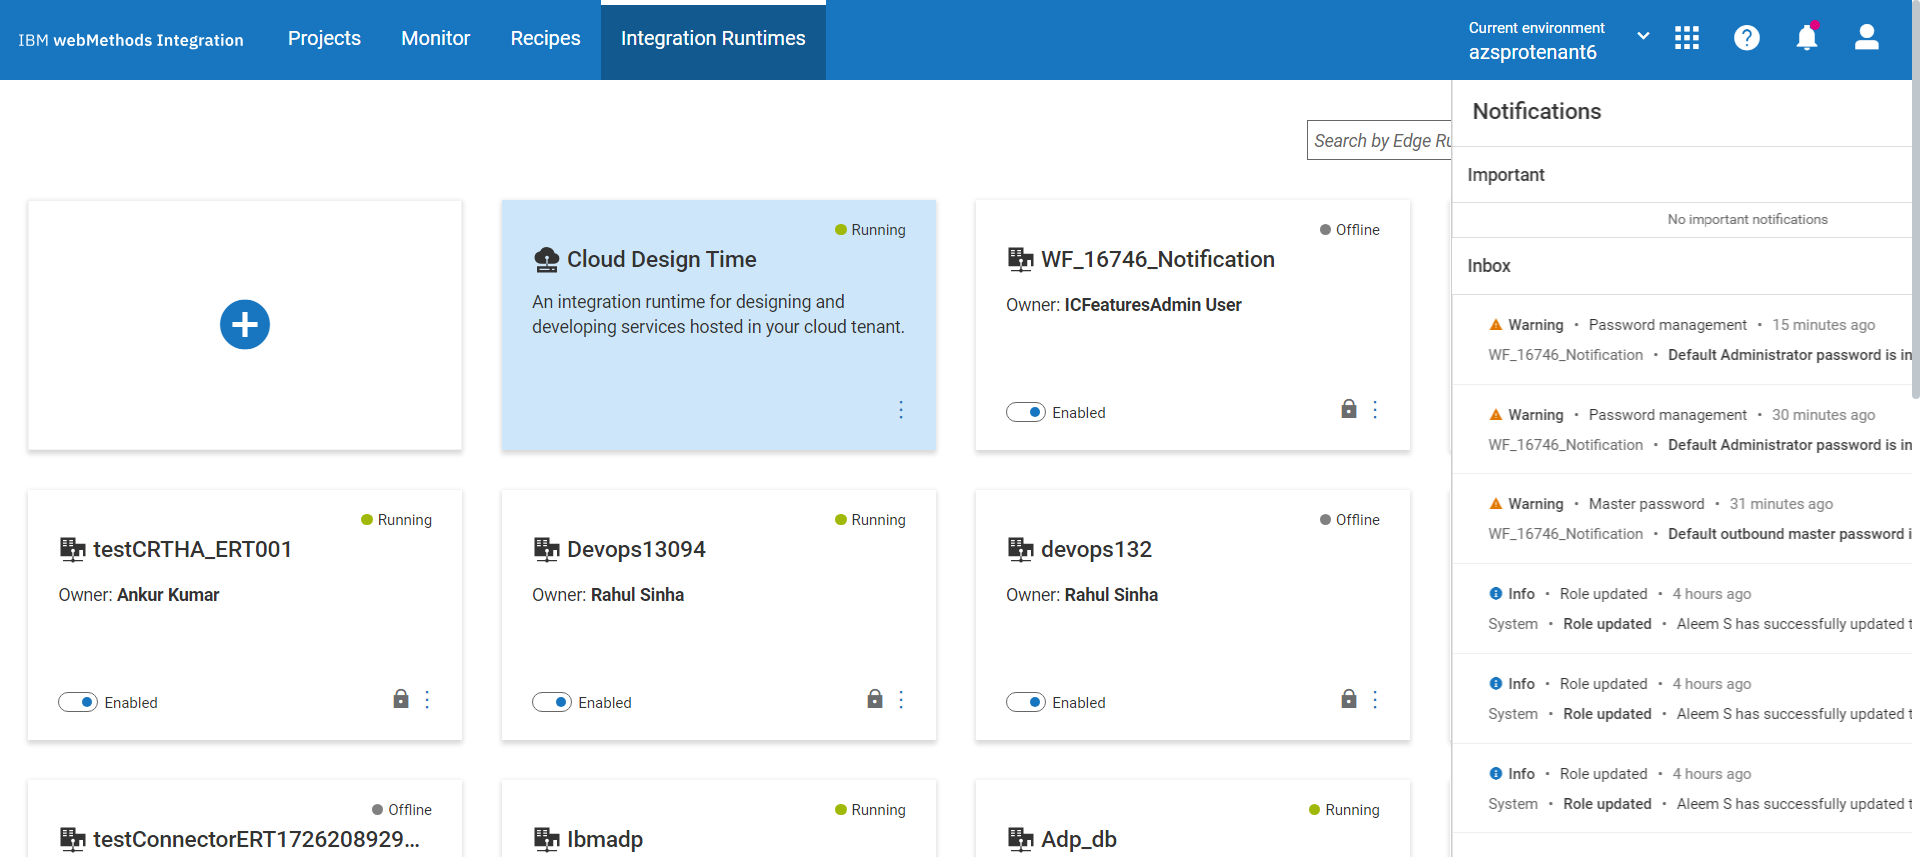 IBM webMethods Integration
Projects
Monitor
Recipes
Integration Runtimes
Current environment
azsprotenant6
Search by Edge Ru
Running
Cloud Design Time
An integration runtime for designing and
developing services hosted in your cloud tenant.
Offline
WF_16746_Notification
Owner: ICFeaturesAdmin User
Enabled
Running
testCRTHA_ERT001
Owner: Ankur Kumar
Enabled
Running
Devops13094
Owner: Rahul Sinha
Enabled
Offline
devops132
Owner: Rahul Sinha
Enabled
Offline
testConnectorERT1726208929...
Running
Ibmadp
Running
Adp_db
Notifications
Important
No important notifications
Inbox
Warning • Password management • 15 minutes ago
WF_16746_Notification • Default Administrator password is in
Warning • Password management • 30 minutes ago
WF_16746_Notification • Default Administrator password is in
Warning • Master password • 31 minutes ago
WF_16746_Notification • Default outbound master password i
Info • Role updated • 4 hours ago
System • Role updated • Aleem S has successfully updated t
Info • Role updated • 4 hours ago
System • Role updated • Aleem S has successfully updated t
Info • Role updated • 4 hours ago
System • Role updated • Aleem S has successfully updated t